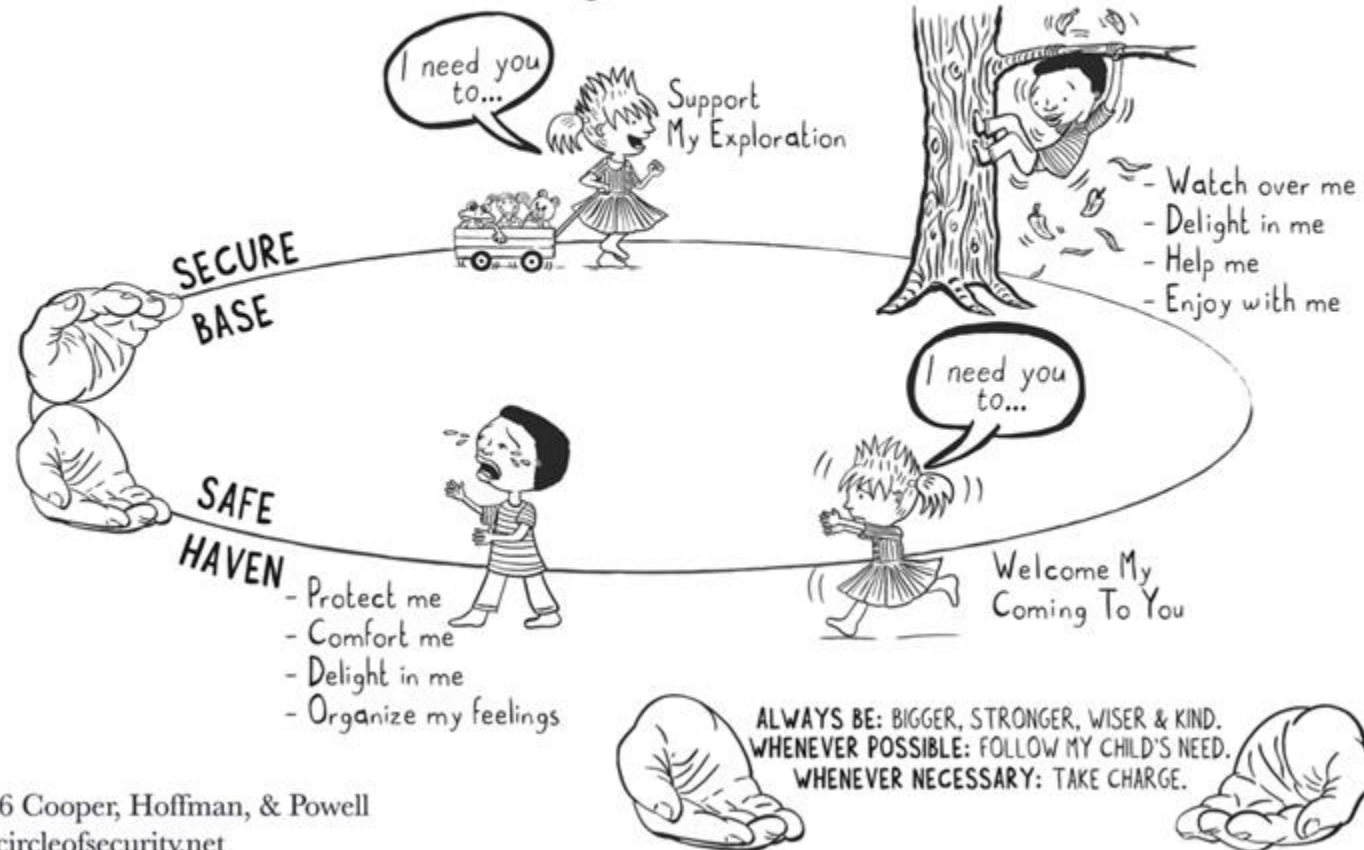 I need you
to...
Support
My Exploration
- Watch over me
- Delight in me
- Help me
- Enjoy with me
SECURE
BASE
I need you
to...
SAFE
HAVEN
Welcome My
Coming To You
- Protect me
- Comfort me
- Delight in me
- Organize my feelings
ALWAYS BE: BIGGER, STRONGER, WISER & KIND.
WHENEVER POSSIBLE: FOLLOW MY CHILD'S NEED.
WHENEVER NECESSARY: TAKE CHARGE.
6 Cooper, Hoffman, & Powell
circleofsecurity.net